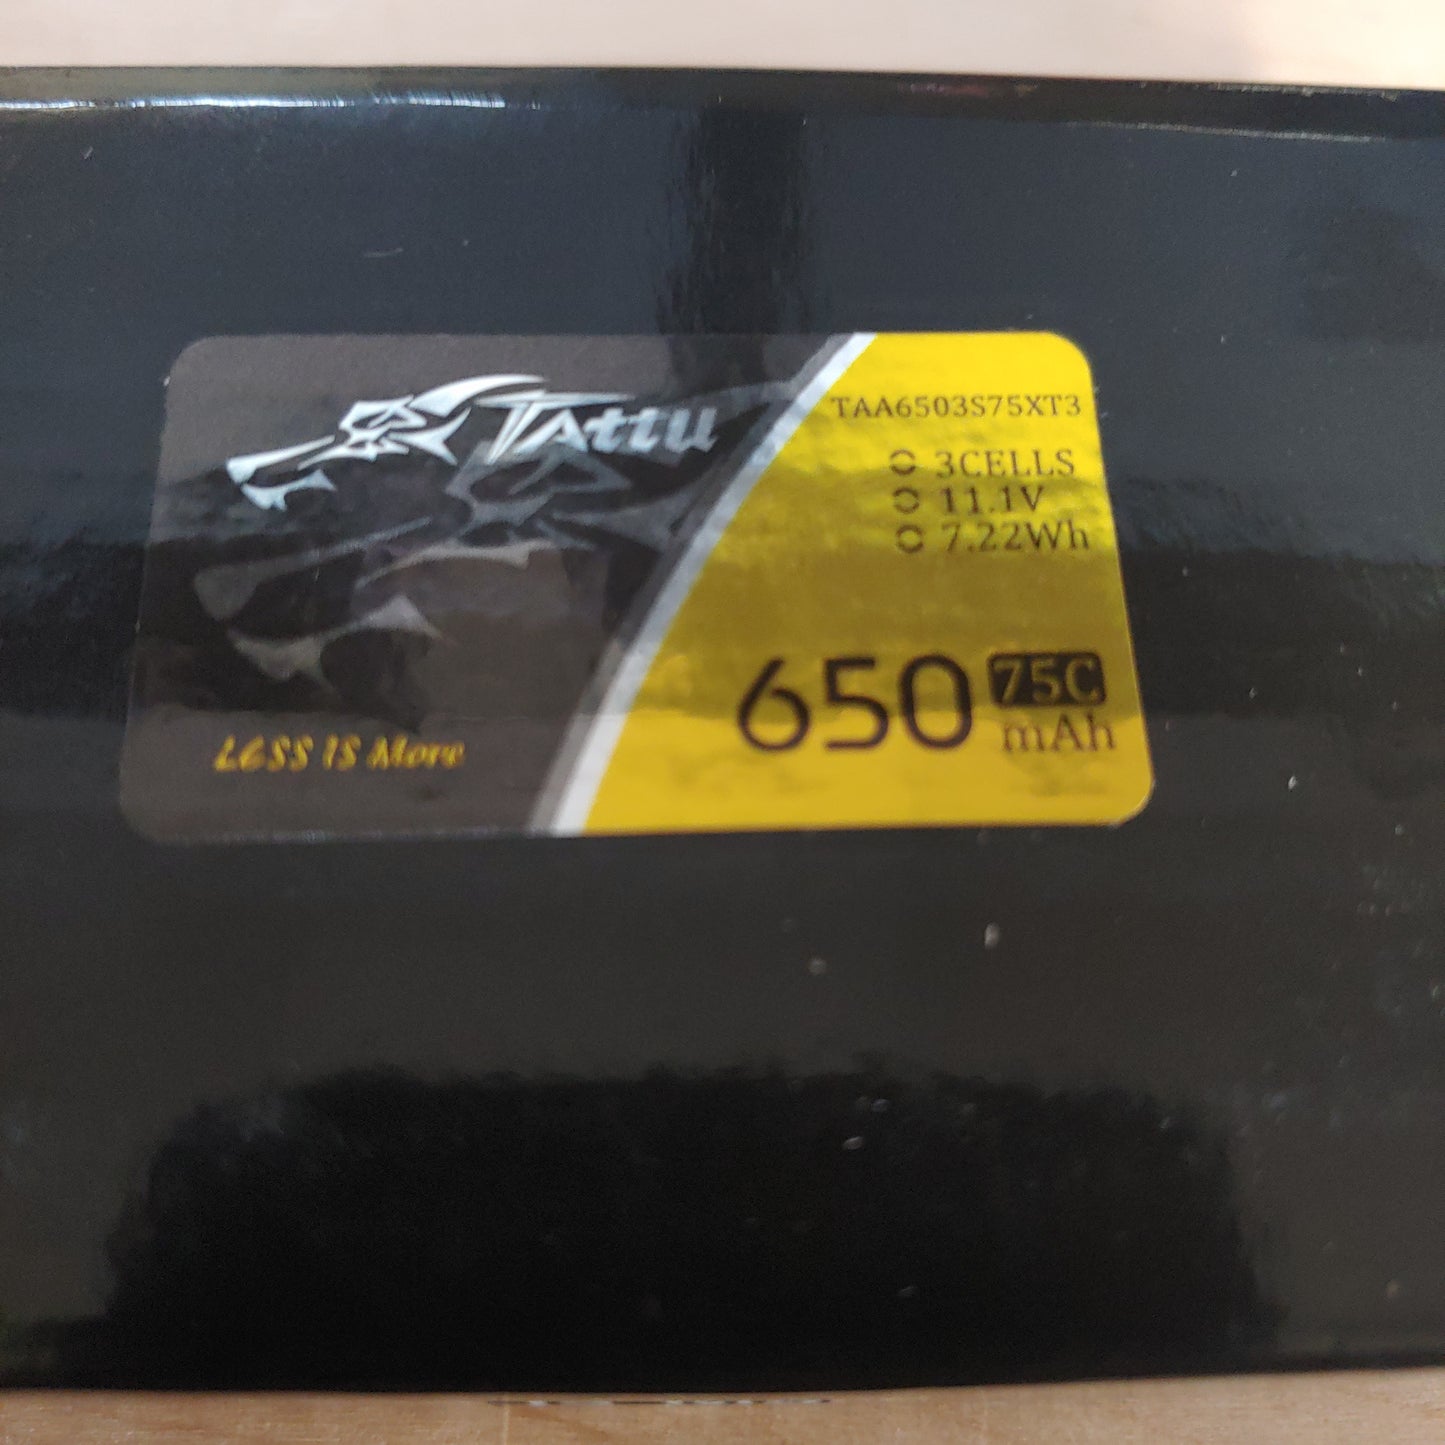 TAttu
TAA6503S75XT3
3CELLS
11.1V
7.22Wh
650 75C
mAh
LESS IS More